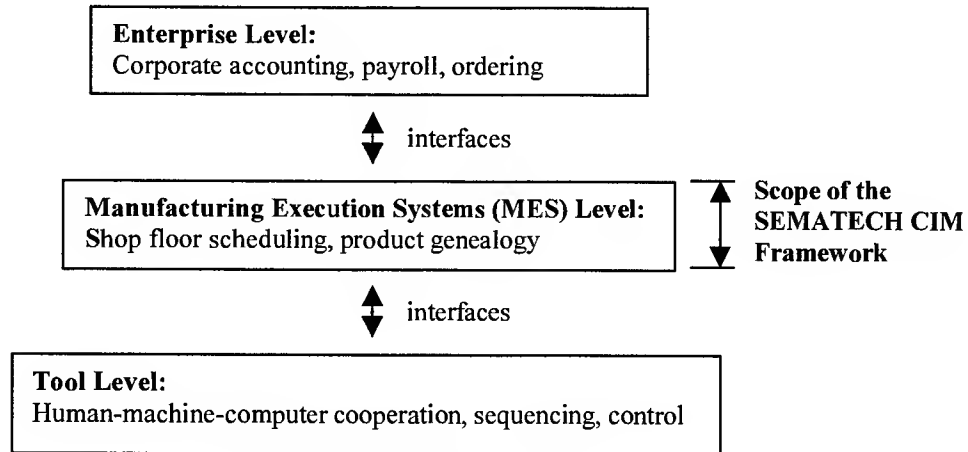 Enterprise Level:
Corporate accounting, payroll, ordering
interfaces
Manufacturing Execution Systems (MES) Level:
Shop floor scheduling, product genealogy
Scope of the
SEMATECH CIM
Framework
interfaces
Tool Level:
Human-machine-computer cooperation, sequencing, control